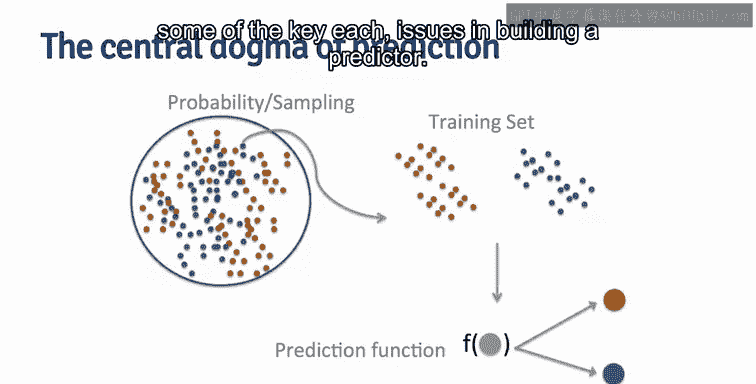 some of the key each, issues in building a
predictor.
The central dogma of prediction
Probability/Sampling
Training Set
Prediction function
f( )